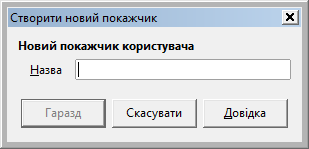 Створити новий покажчик
Новий покажчик користувача
Назва
Гаразд Скасувати Довідка